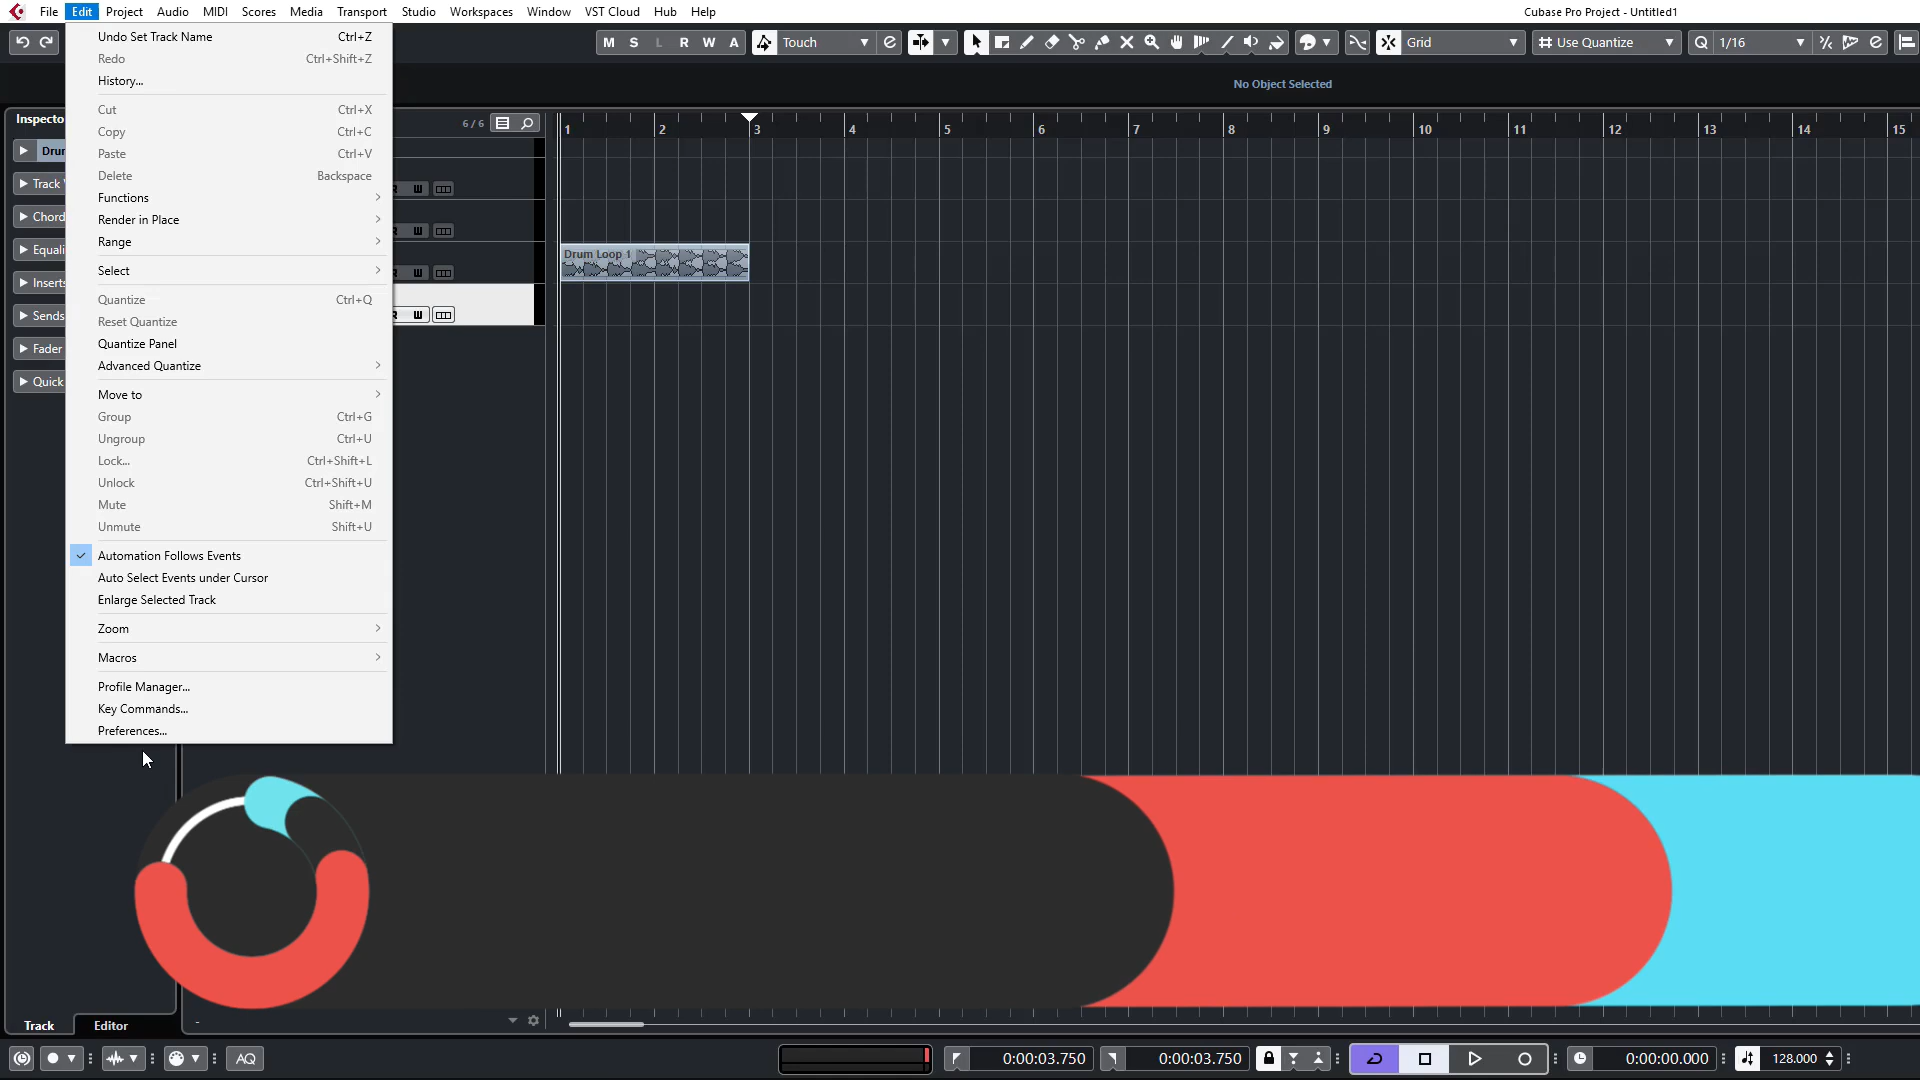 File Edit Project Audio MIDI Scores Media Transport Studio Workspaces Window VST Cloud Hub Help
Cubase Pro Project - Untitled1
M S L R W A Touch Grid Use Quantize 1/16
No Object Selected
Undo Set Track Name Ctrl+Z
Redo Ctrl+Shift+Z
History...
Cut Ctrl+X
Copy Ctrl+C
Paste Ctrl+V
Delete Backspace
Functions
Render in Place
Range
Select
Quantize Ctrl+Q
Reset Quantize
Quantize Panel
Advanced Quantize
Move to
Group Ctrl+G
Ungroup Ctrl+U
Lock... Ctrl+Shift+L
Unlock Ctrl+Shift+U
Mute Shift+M
Unmute Shift+U
Automation Follows Events
Auto Select Events under Cursor
Enlarge Selected Track
Zoom
Macros
Profile Manager...
Key Commands...
Preferences...
Inspecto
Drur
Track
Chord
Equali
Inserts
Sends
Fader
Quick
6 / 6
1 2 3 4 5 6 7 8 9 10 11 12 13 14 15
Drum Loop 1
Track Editor
AQ
0:00:03.750 0:00:03.750 0:00:00.000 128.000